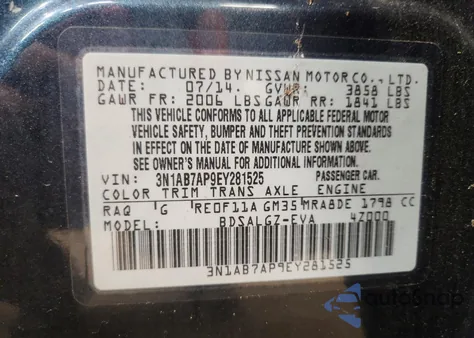 MANUFACTURED BY NISSAN MOTOR CO., LTD.
DATE: 07/14. GVWR: 3858 LBS
GAWR FR: 2006 LBS GAWR RR: 1841 LBS
THIS VEHICLE CONFORMS TO ALL APPLICABLE FEDERAL MOTOR
VEHICLE SAFETY, BUMPER AND THEFT PREVENTION STANDARDS
IN EFFECT ON THE DATE OF MANUFACTURE SHOWN ABOVE.
SEE OWNER'S MANUAL FOR ADDITIONAL INFORMATION.
VIN: 3N1AB7AP9EY281525 PASSENGER CAR.
COLOR TRIM TRANS AXLE ENGINE
RAQ G RE0F11A GM35 MRA8DE 1798 CC
MODEL: BDSALGZ-EVA 4Z000
3N1AB7AP9EY281525
autoSnap